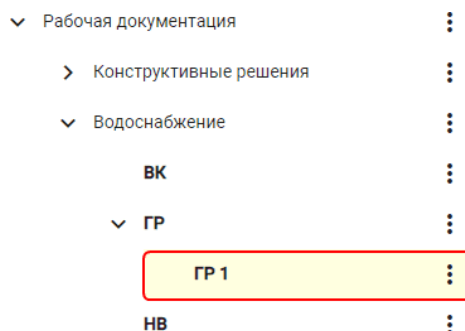 Рабочая документация
Конструктивные решения
Водоснабжение
ВК
ГР
ГР 1
НВ